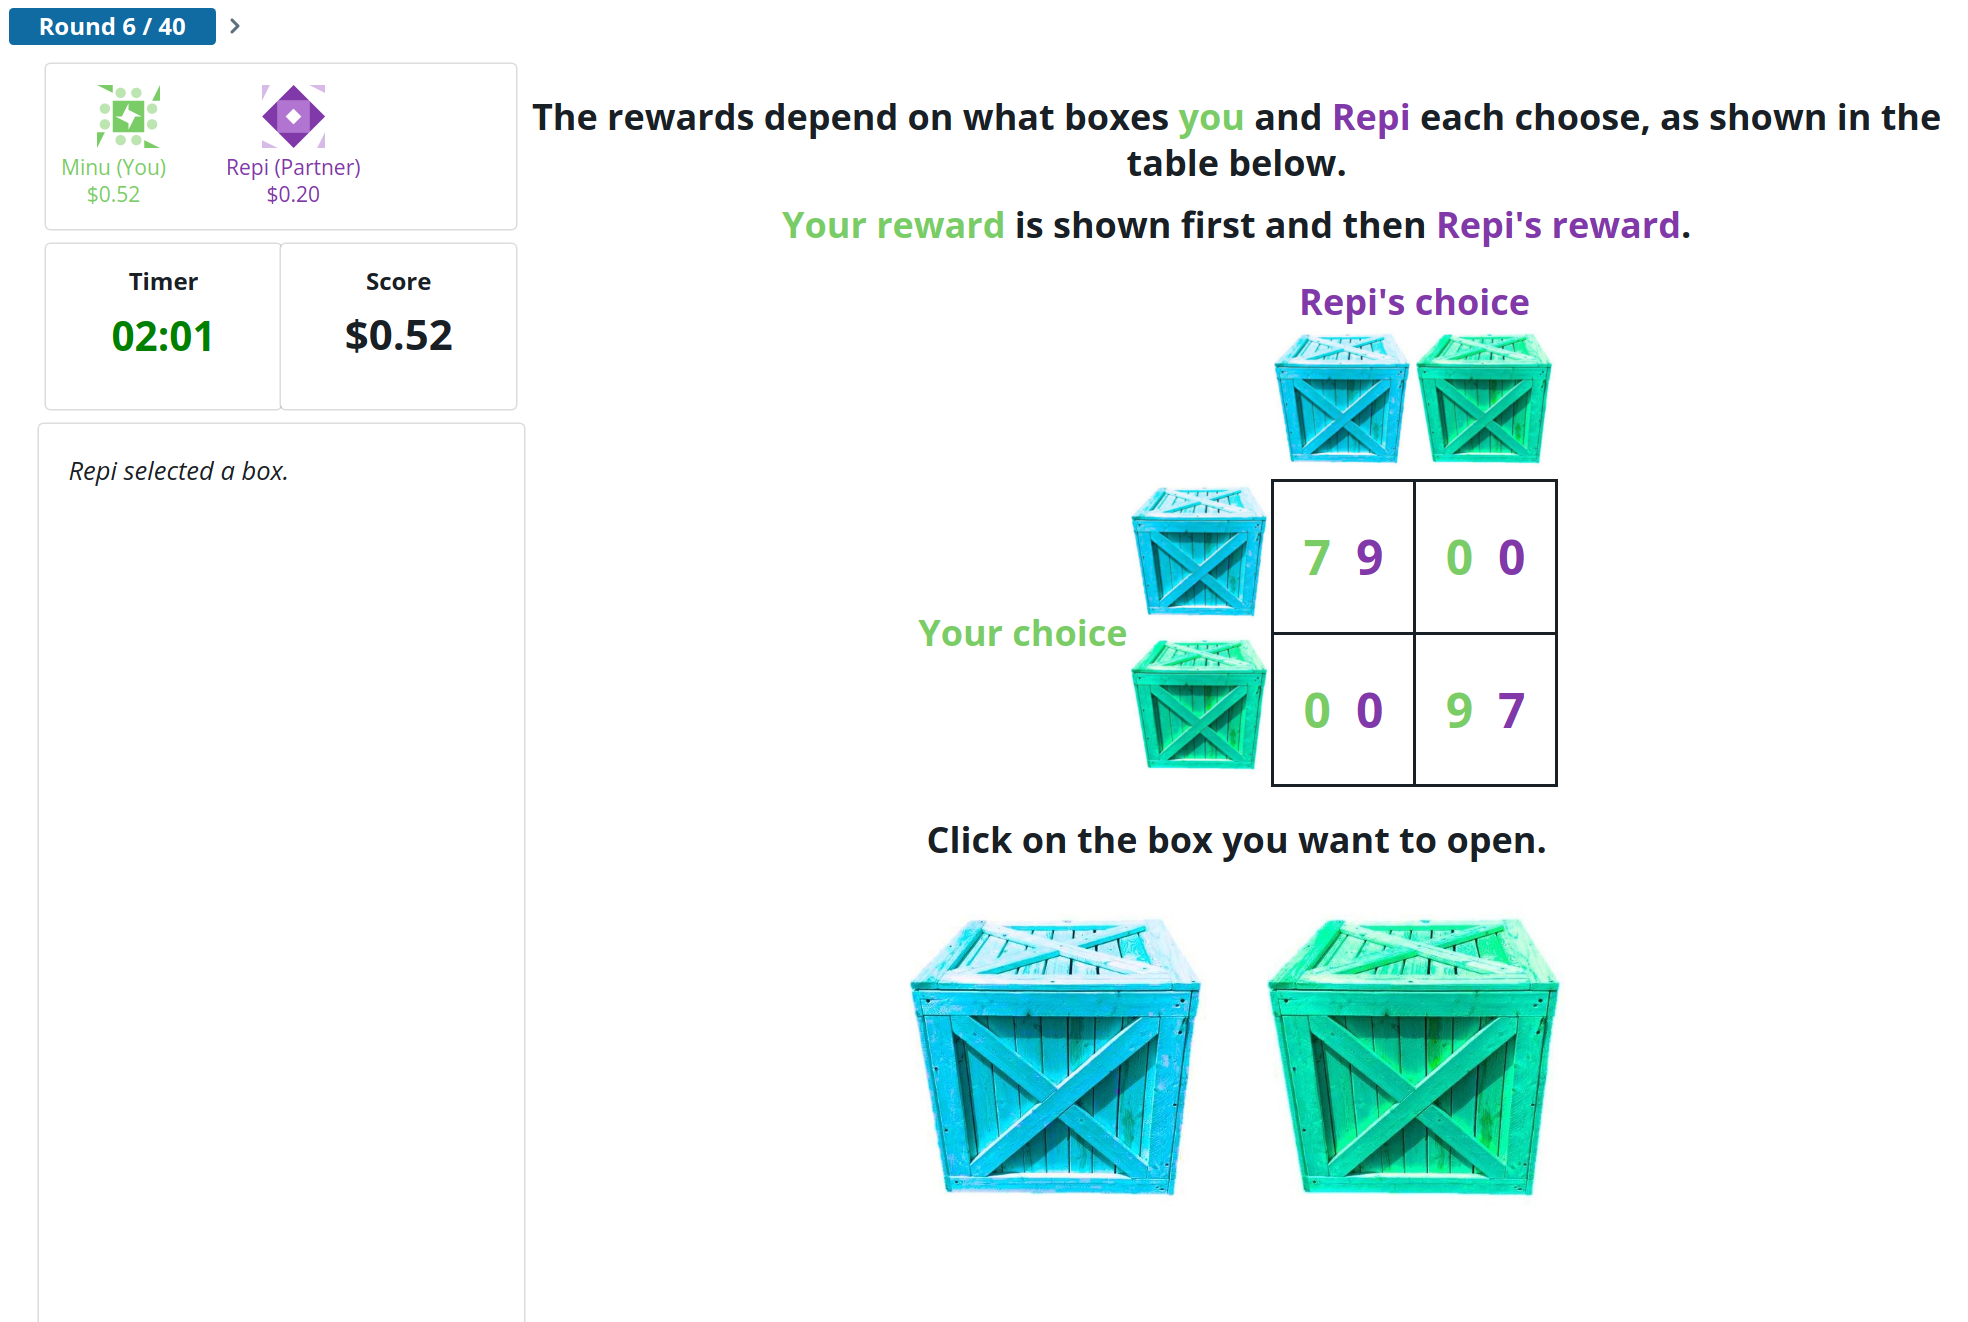 Round 6 / 40
Minu (You)
$0.52
Repi (Partner)
$0.20
Timer
02:01
Score
$0.52
Repi selected a box.
The rewards depend on what boxes you and Repi each choose, as shown in the
table below.
Your reward is shown first and then Repi's reward.
Repi's choice
Your choice
7 9 0 0
0 0 9 7
Click on the box you want to open.